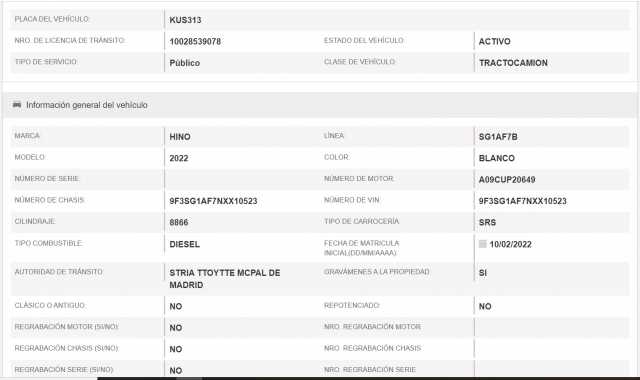 PLACA DEL VEHÍCULO: KUS313
NRO. DE LICENCIA DE TRÁNSITO: 10028539078 ESTADO DEL VEHÍCULO: ACTIVO
TIPO DE SERVICIO: Público CLASE DE VEHÍCULO: TRACTOCAMION
Información general del vehículo
MARCA: HINO LÍNEA: SG1AF7B
MODELO: 2022 COLOR: BLANCO
NÚMERO DE SERIE: NÚMERO DE MOTOR: A09CUP20649
NÚMERO DE CHASIS: 9F3SG1AF7NXX10523 NÚMERO DE VIN: 9F3SG1AF7NXX10523
CILINDRAJE: 8866 TIPO DE CARROCERÍA: SRS
TIPO COMBUSTIBLE: DIESEL FECHA DE MATRICULA
INICIAL(DD/MM/AAAA): 10/02/2022
AUTORIDAD DE TRÁNSITO: STRIA TTOYTTE MCPAL DE GRAVÁMENES A LA PROPIEDAD: SI
MADRID
CLÁSICO O ANTIGUO: NO REPOTENCIADO: NO
REGRABACIÓN MOTOR (SI/NO) NO NRO. REGRABACIÓN MOTOR
REGRABACIÓN CHASIS (SI/NO) NO NRO. REGRABACIÓN CHASIS
REGRABACIÓN SERIE (SI/NO) NO NRO. REGRABACIÓN SERIE